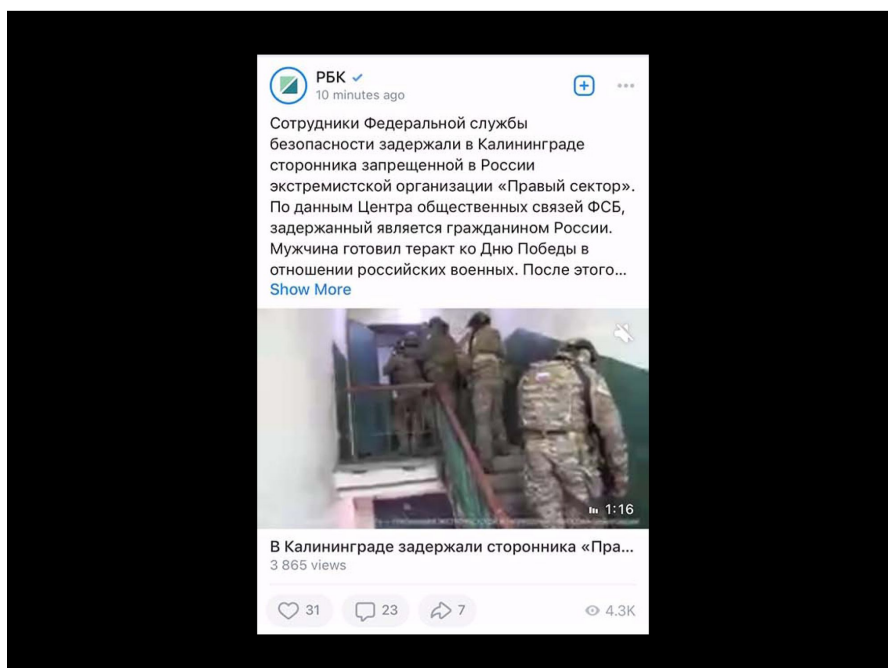 РБК
10 minutes ago
Сотрудники Федеральной службы
безопасности задержали в Калининграде
сторонника запрещенной в России
экстремистской организации «Правый сектор».
По данным Центра общественных связей ФСБ,
задержанный является гражданином России.
Мужчина готовил теракт ко Дню Победы в
отношении российских военных. После этого...
Show More
1:16
В Калининграде задержали сторонника «Пра...
3 865 views
31 23 7 4.3K